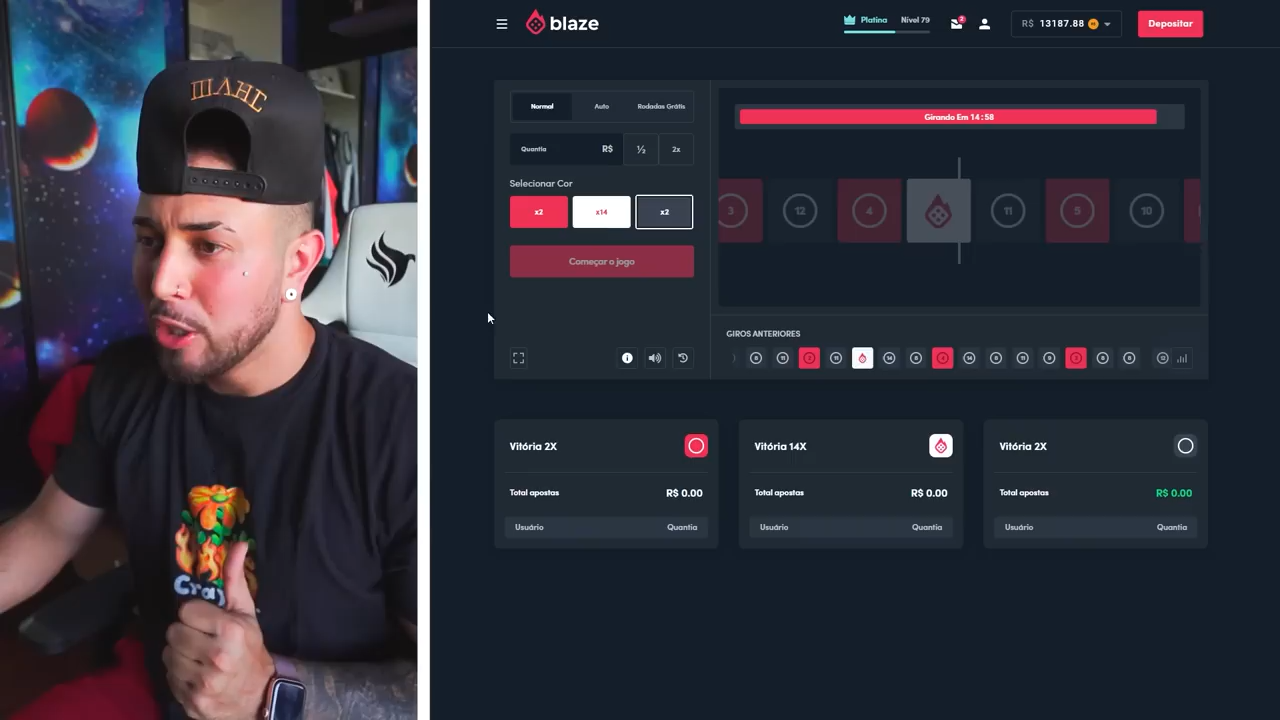 blaze
Platina
Nível 79
2
R$ 13187.88
Depositar
Normal
Auto
Rodadas Grátis
Girando Em 14:58
Quantia
R$
½
2x
Selecionar Cor
x2
x14
x2
3
12
4
11
5
10
Começar o jogo
GIROS ANTERIORES
Vitória 2X
Total apostas
R$ 0.00
Usuário
Quantia
Vitória 14X
Total apostas
R$ 0.00
Usuário
Quantia
Vitória 2X
Total apostas
R$ 0.00
Usuário
Quantia